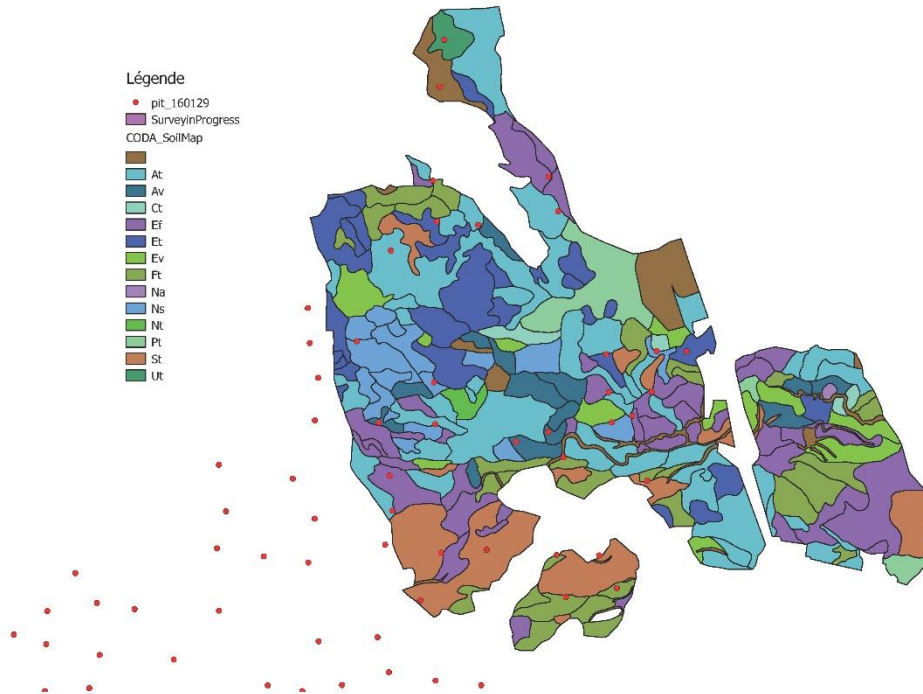 Légende
pit_160129
SurveyinProgress
CODA_SoilMap
At
Av
Ct
Ef
Et
Ev
Ft
Na
Ns
Nt
Pt
St
Ut